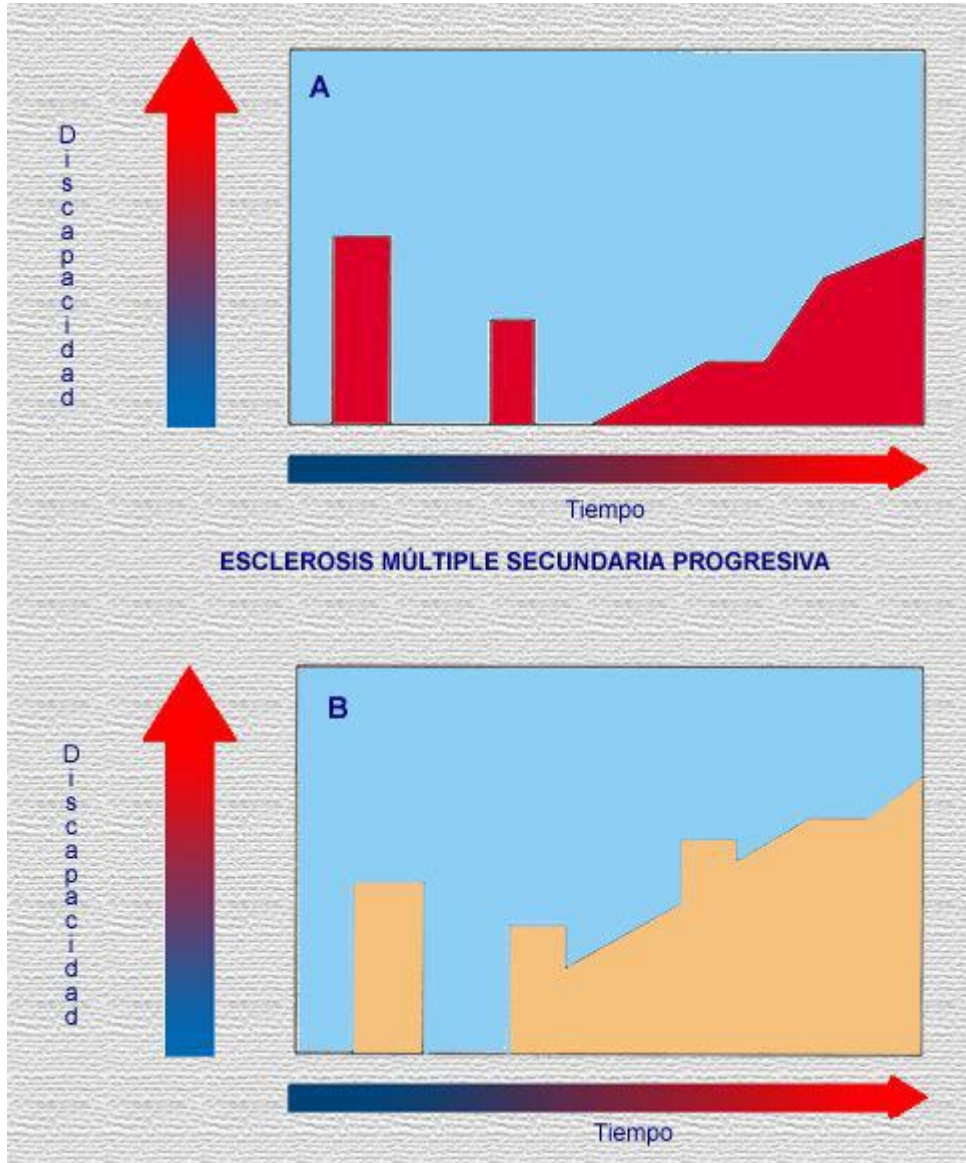 A
Discapacidad
Tiempo
ESCLEROSIS MÚLTIPLE SECUNDARIA PROGRESIVA
B
Discapacidad
Tiempo